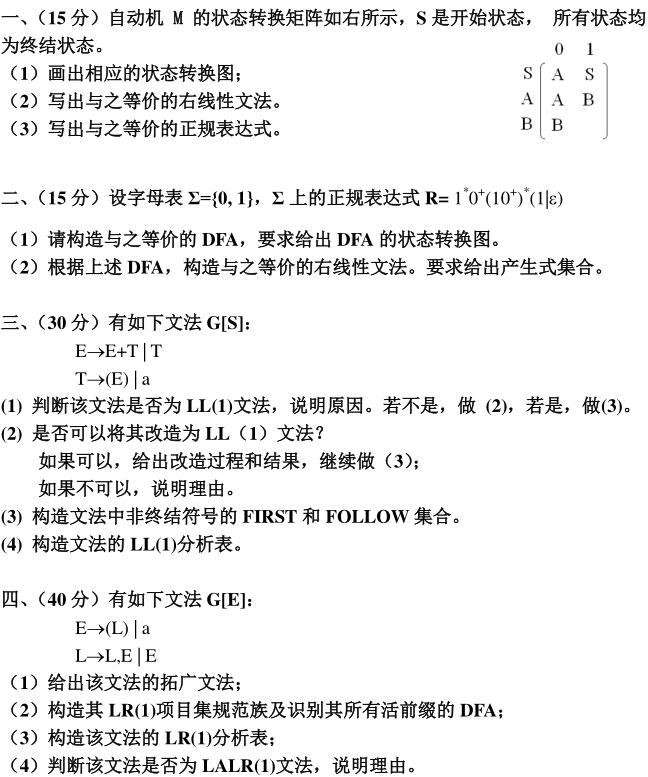 一、（15 分）自动机 M 的状态转换矩阵如右所示，S 是开始状态， 所有状态均
为终结状态。
0 1
（1）画出相应的状态转换图；
S A S
（2）写出与之等价的右线性文法。
A A B
（3）写出与之等价的正规表达式。
B B
二、（15 分）设字母表 Σ={0, 1}，Σ 上的正规表达式 R= 1*0⁺(10⁺)*(1|ε)
（1）请构造与之等价的 DFA，要求给出 DFA 的状态转换图。
（2）根据上述 DFA，构造与之等价的右线性文法。要求给出产生式集合。
三、（30 分）有如下文法 G[S]：
E→E+T | T
T→(E) | a
(1) 判断该文法是否为 LL(1)文法，说明原因。若不是，做 (2)，若是，做(3)。
(2) 是否可以将其改造为 LL（1）文法？
如果可以，给出改造过程和结果，继续做（3）；
如果不可以，说明理由。
(3) 构造文法中非终结符号的 FIRST 和 FOLLOW 集合。
(4) 构造文法的 LL(1)分析表。
四、（40 分）有如下文法 G[E]：
E→(L) | a
L→L,E | E
（1）给出该文法的拓广文法；
（2）构造其 LR(1)项目集规范族及识别其所有活前缀的 DFA；
（3）构造该文法的 LR(1)分析表；
（4）判断该文法是否为 LALR(1)文法，说明理由。